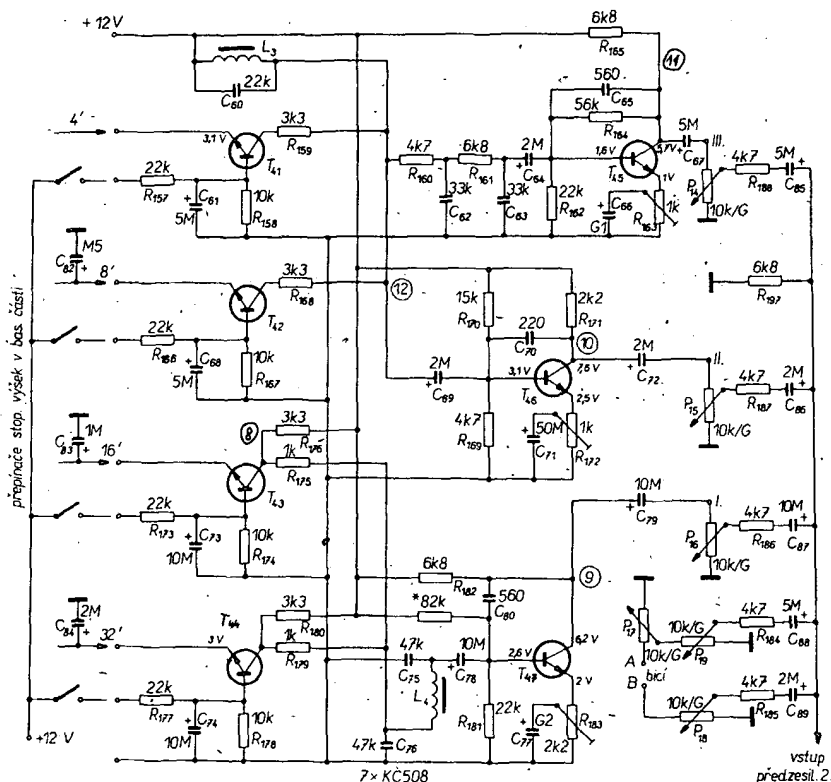 + 12V
L3
22k
C60
6k8
R165
11
560
C65
56k
R164
4'
3,1 V
3k3
R159
T41
4k7
R160
6k8
R161
2M
C64
1,6V
5,7V
T45
1V
5M
C67
III.
P14
10k/G
4k7
R188
5M
C85
22k
R157
C61
5M
10k
R158
33k
C62
33k
C63
22k
R162
C66
G1
R163
1k
M5
C82
8'
3k3
R168
T42
12
6k8
R197
22k
R166
C68
5M
10k
R167
15k
R170
2k2
R171
220
C70
10
2M
C69
3,1 V
7,6V
T46
2,5V
2M
C72
II.
P15
10k/G
4k7
R187
2M
C86
4k7
R169
50M
C71
1k
R172
přepínače stop. výšek v bas. části
1M
C83
16'
8
3k3
R176
1k
R175
T43
10M
C79
I.
P16
10k/G
4k7
R186
10M
C87
22k
R173
C73
10M
10k
R174
6k8
R182
*82k
560
C80
9
2M
C84
32'
T44
3V
3k3
R180
1k
R179
47k
C75
10M
C78
L4
2,6V
6,2 V
T47
2V
P17
10k/G
A
B
bicí
10k/G
P19
4k7
R184
5M
C88
10k/G
P18
4k7
R185
2M
C89
22k
R177
C74
10M
10k
R178
47k
C76
R181
22k
G2
C77
R183
2k2
+12 V
7× KC508
vstup
předzesil. 2